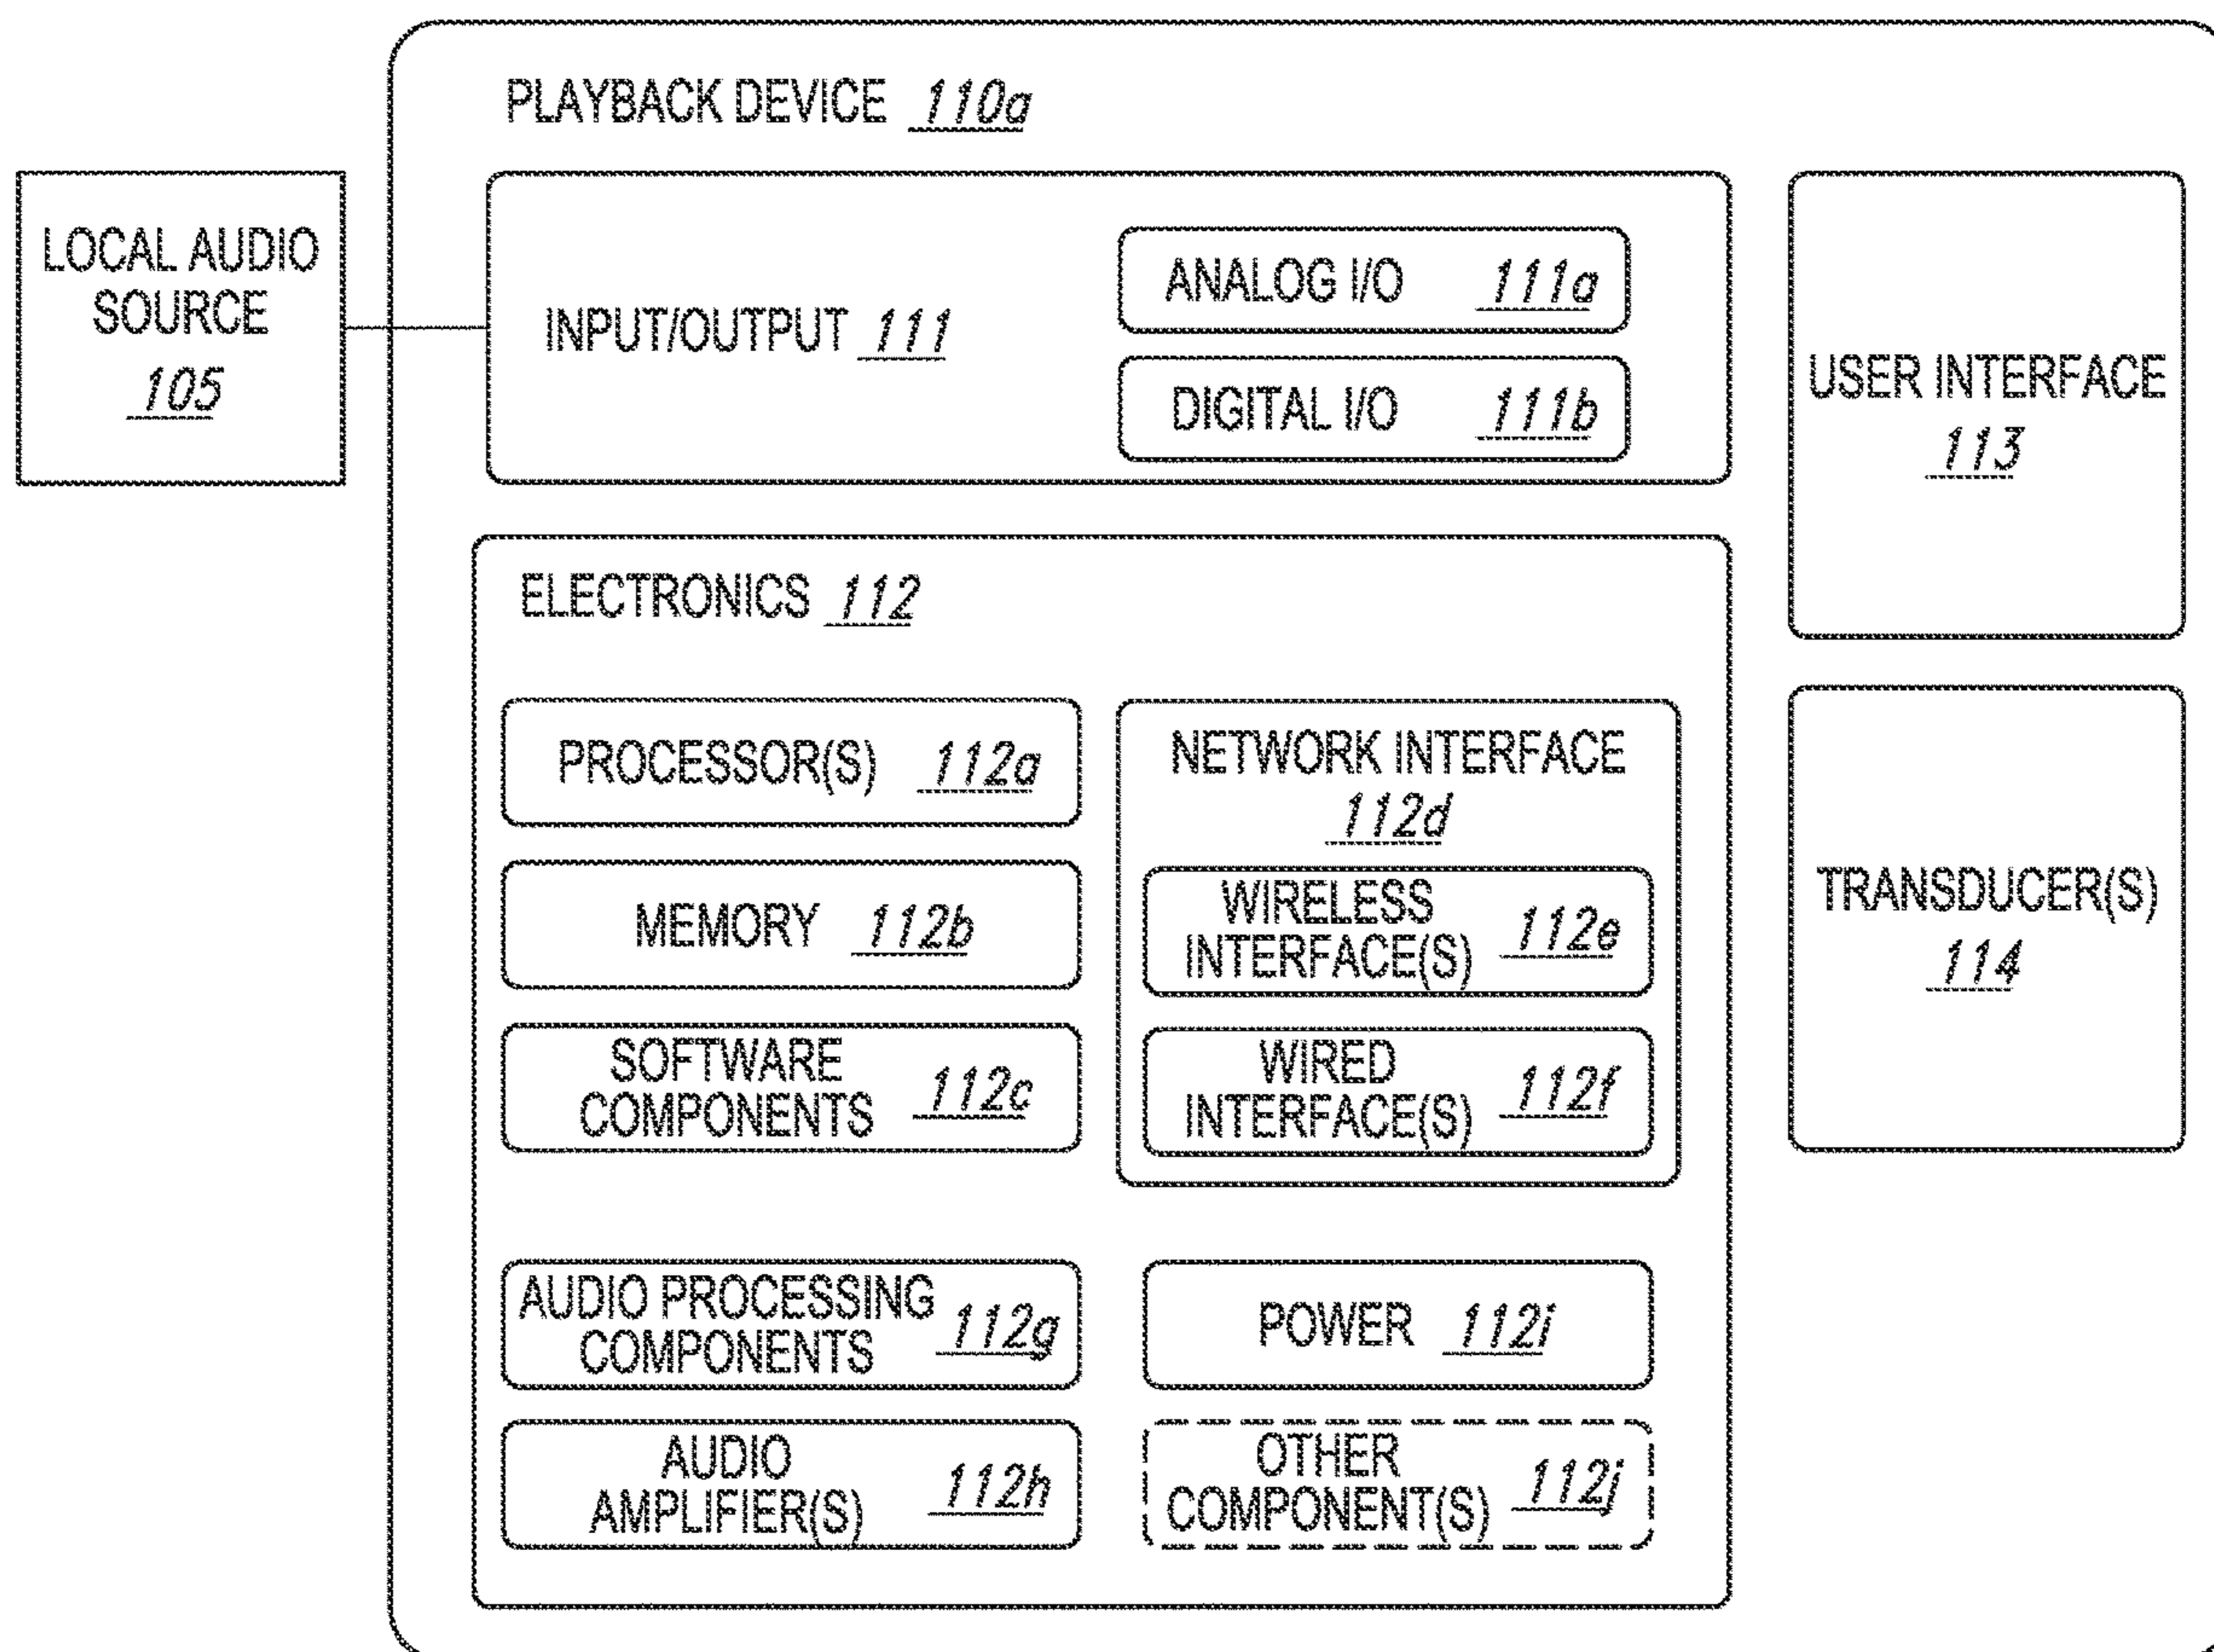 PLAYBACK DEVICE 110a
LOCAL AUDIO
SOURCE
105
INPUT/OUTPUT 111
ANALOG I/O 111a
DIGITAL I/O 111b
USER INTERFACE
113
ELECTRONICS 112
PROCESSOR(S) 112a
MEMORY 112b
SOFTWARE
COMPONENTS 112c
NETWORK INTERFACE
112d
WIRELESS
INTERFACE(S) 112e
WIRED
INTERFACE(S) 112f
TRANSDUCER(S)
114
AUDIO PROCESSING
COMPONENTS 112g
AUDIO
AMPLIFIER(S) 112h
POWER 112i
OTHER
COMPONENT(S) 112j